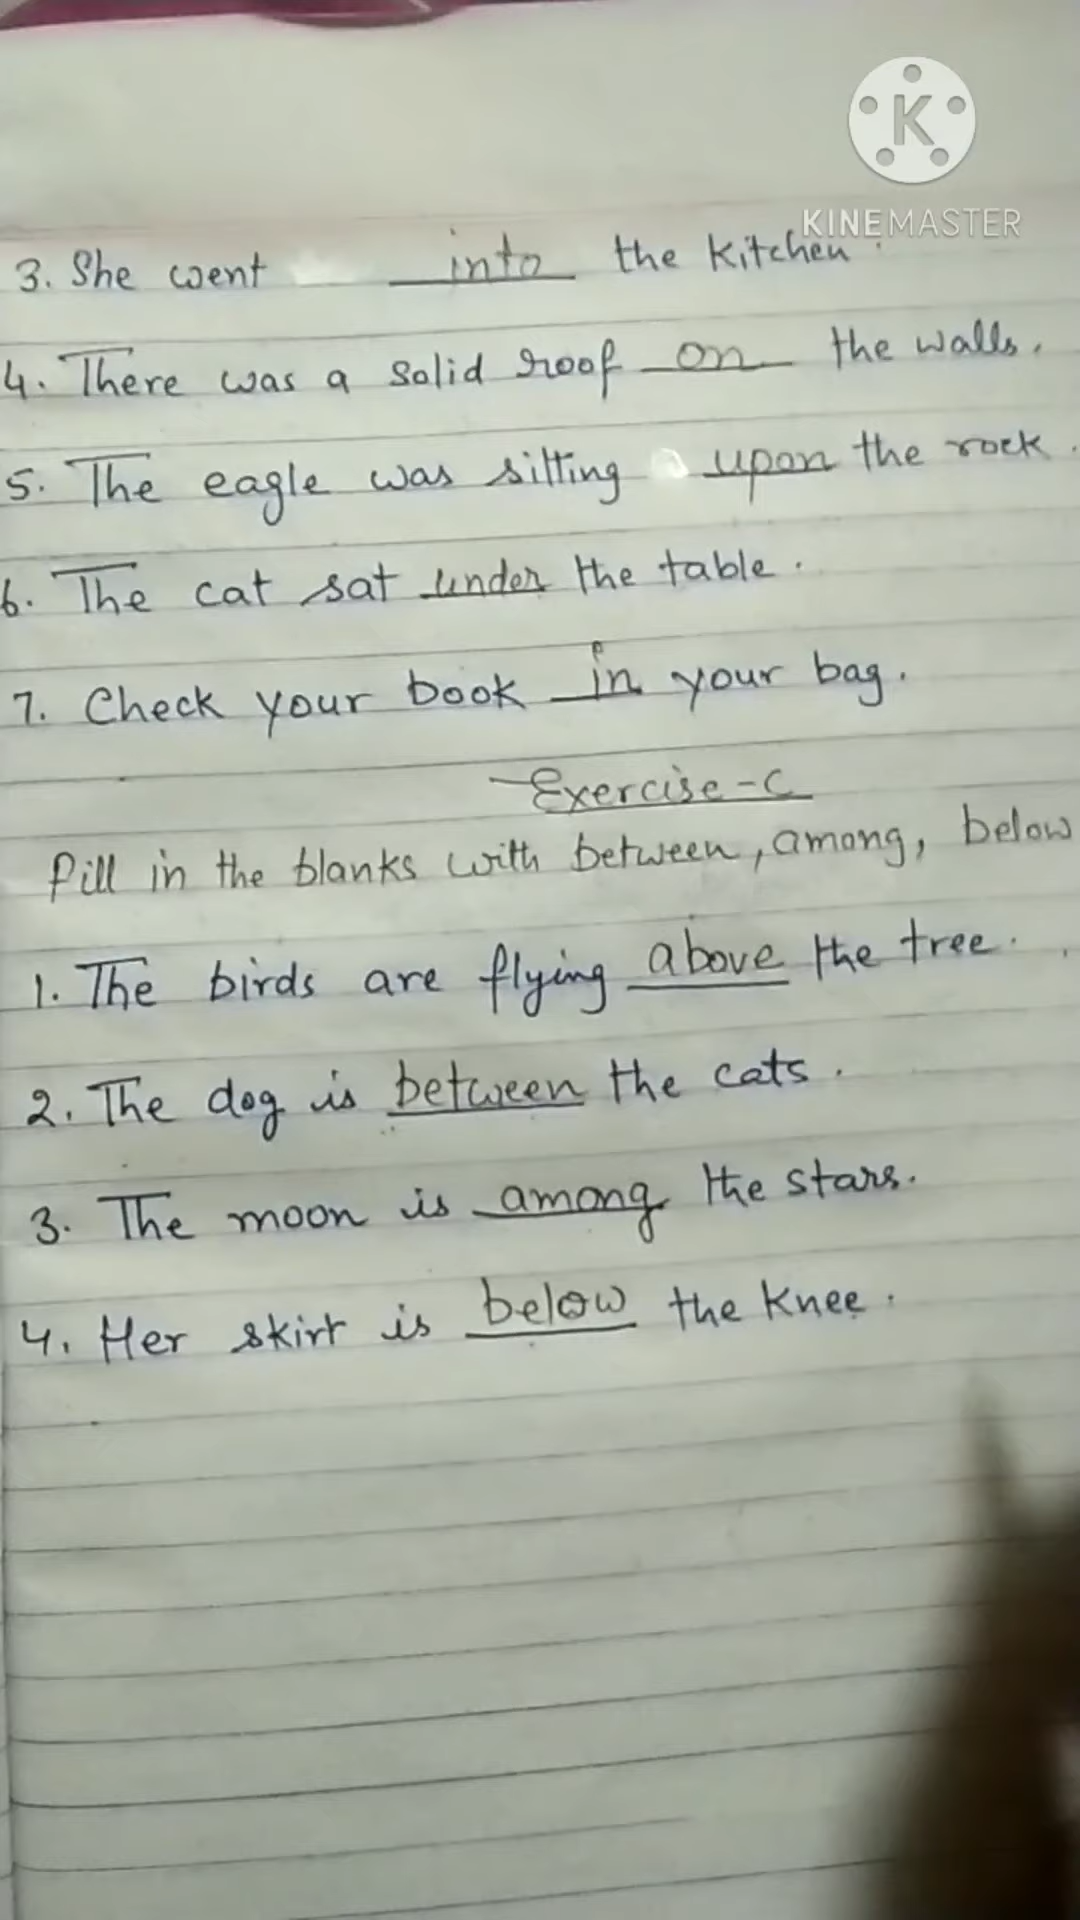 K
KINEMASTER
3. She went into the kitchen.
4. There was a solid roof on the walls.
5. The eagle was sitting upon the rock.
6. The cat sat under the table.
7. Check your book in your bag.
Exercise-C
fill in the blanks with between, among, below
1. The birds are flying above the tree.
2. The dog is between the cats.
3. The moon is among the stars.
4. Her skirt is below the knee.